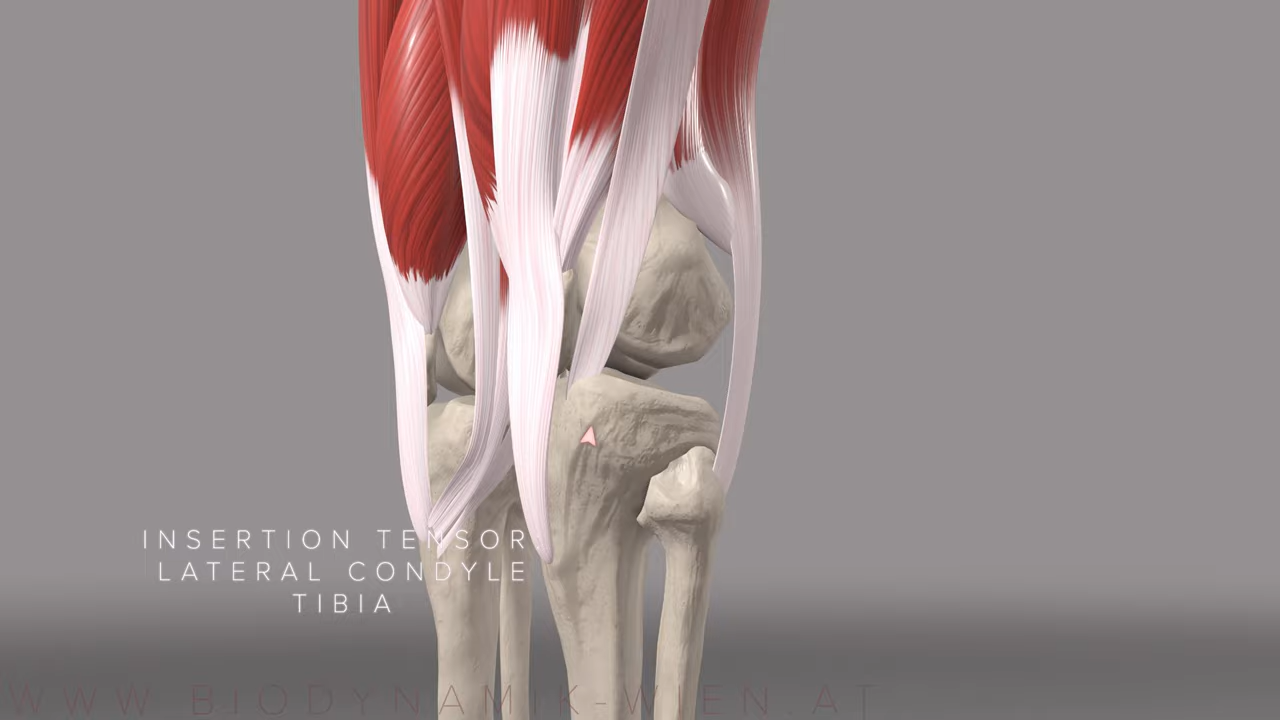 INSERTION TENSOR
LATERAL CONDYLE
TIBIA
WWW.BIODYNAMIK-WIEN.AT